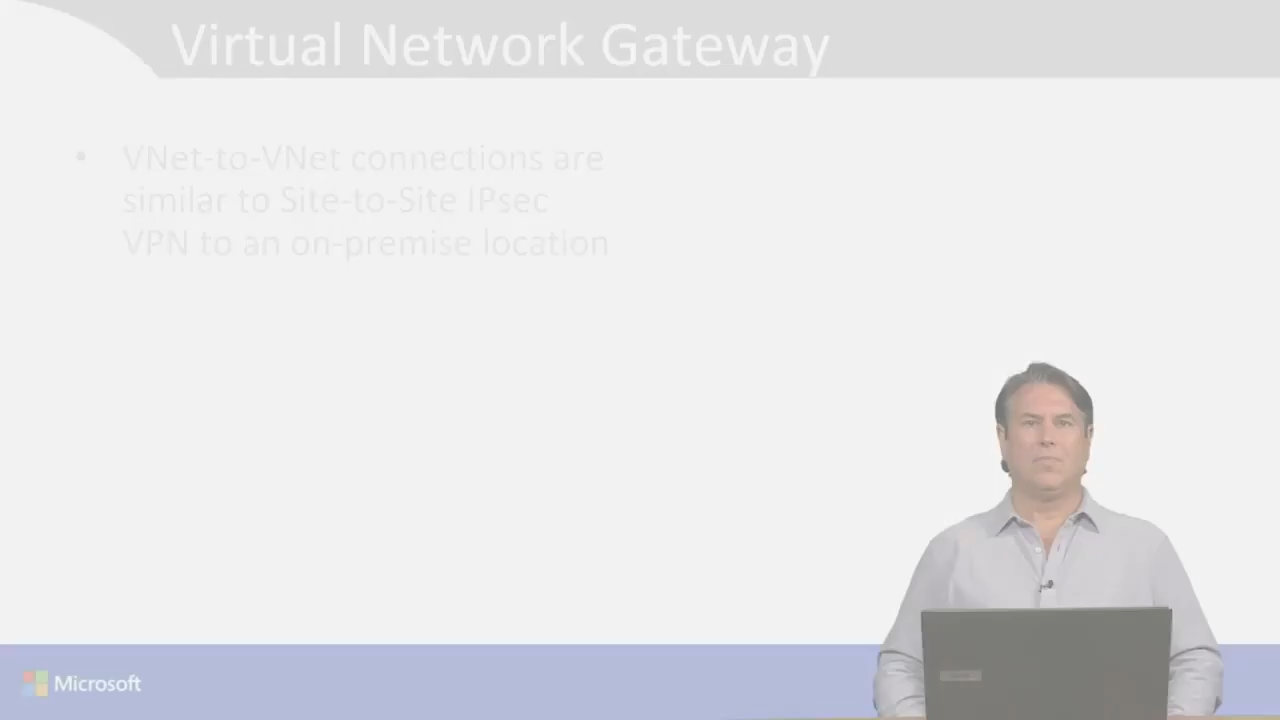 Virtual Network Gateway
• VNet-to-VNet connections are
similar to Site-to-Site IPsec
VPN to an on-premise location
Microsoft